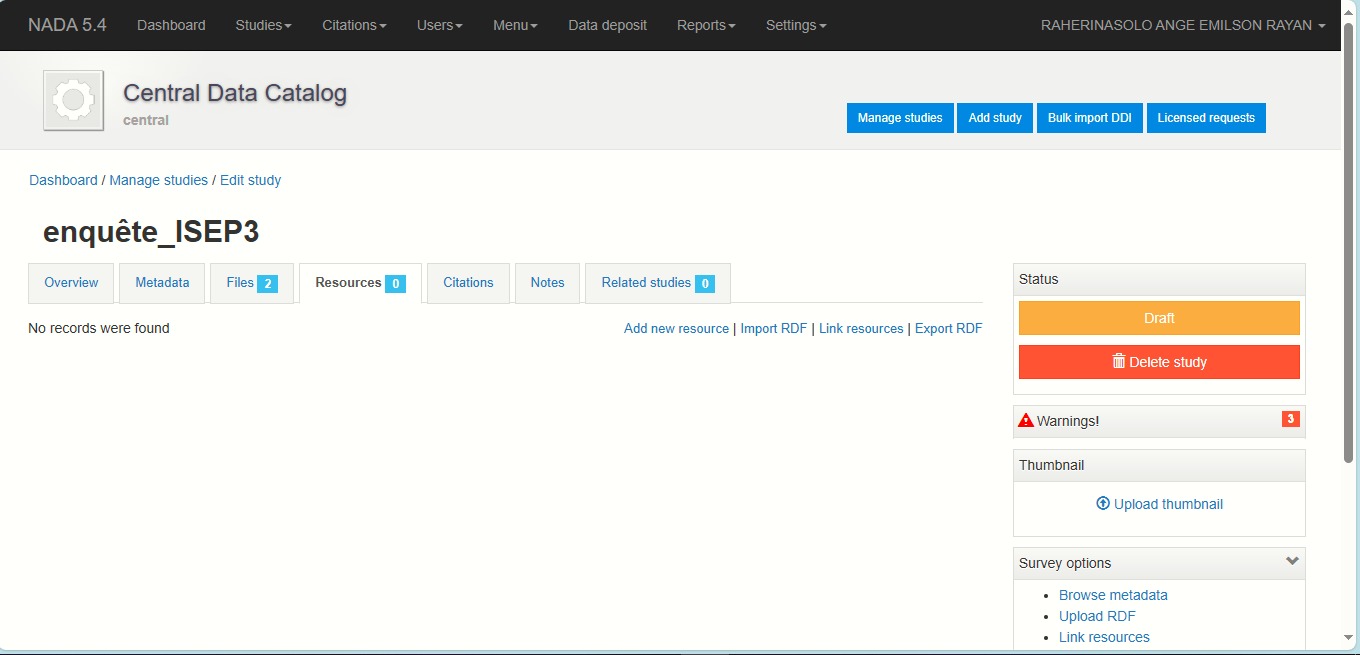 NADA 5.4 Dashboard Studies Citations Users Menu Data deposit Reports Settings RAHERINASOLO ANGE EMILSON RAYAN
Central Data Catalog
central
Manage studies Add study Bulk import DDI Licensed requests
Dashboard / Manage studies / Edit study
enquête_ISEP3
Overview Metadata Files 2 Resources 0 Citations Notes Related studies 0
No records were found Add new resource | Import RDF | Link resources | Export RDF
Status
Draft
Delete study
Warnings! 3
Thumbnail
Upload thumbnail
Survey options
• Browse metadata
• Upload RDF
• Link resources